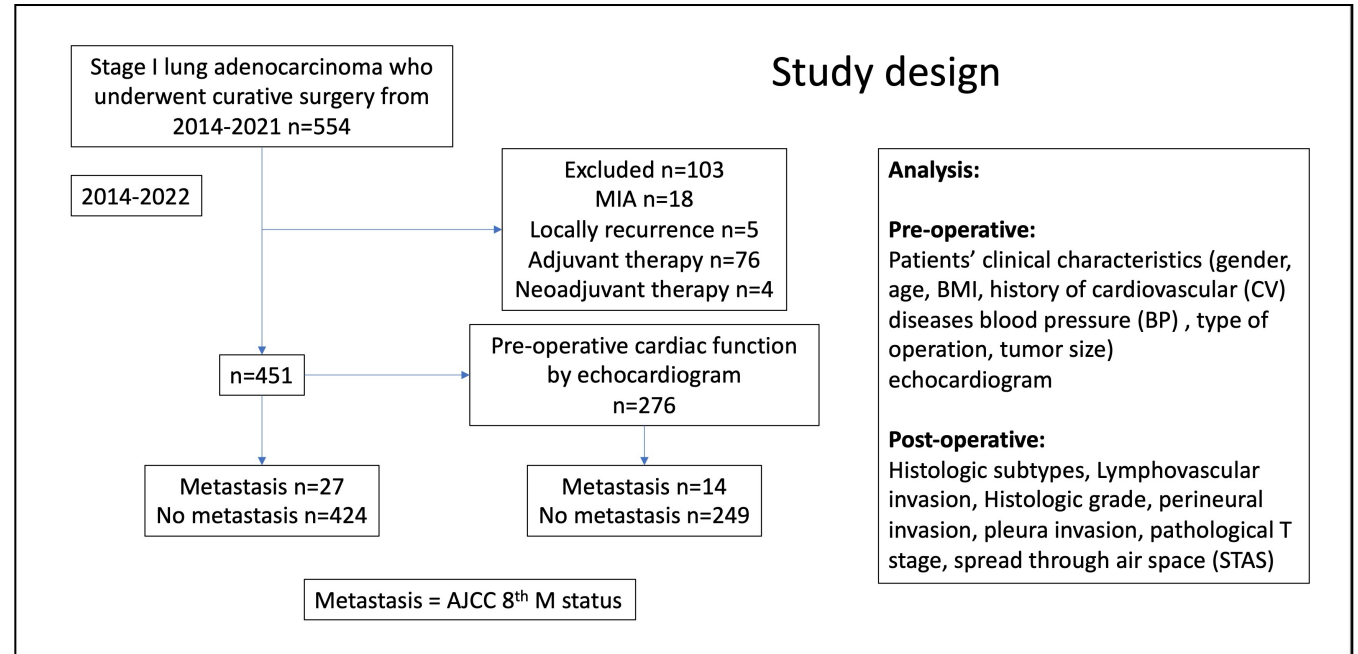 Study design
Stage I lung adenocarcinoma who
underwent curative surgery from
2014-2021 n=554
2014-2022
Excluded n=103
MIA n=18
Locally recurrence n=5
Adjuvant therapy n=76
Neoadjuvant therapy n=4
n=451
Pre-operative cardiac function
by echocardiogram
n=276
Metastasis n=27
No metastasis n=424
Metastasis n=14
No metastasis n=249
Metastasis = AJCC 8th M status
Analysis:
Pre-operative:
Patients’ clinical characteristics (gender,
age, BMI, history of cardiovascular (CV)
diseases blood pressure (BP) , type of
operation, tumor size)
echocardiogram
Post-operative:
Histologic subtypes, Lymphovascular
invasion, Histologic grade, perineural
invasion, pleura invasion, pathological T
stage, spread through air space (STAS)